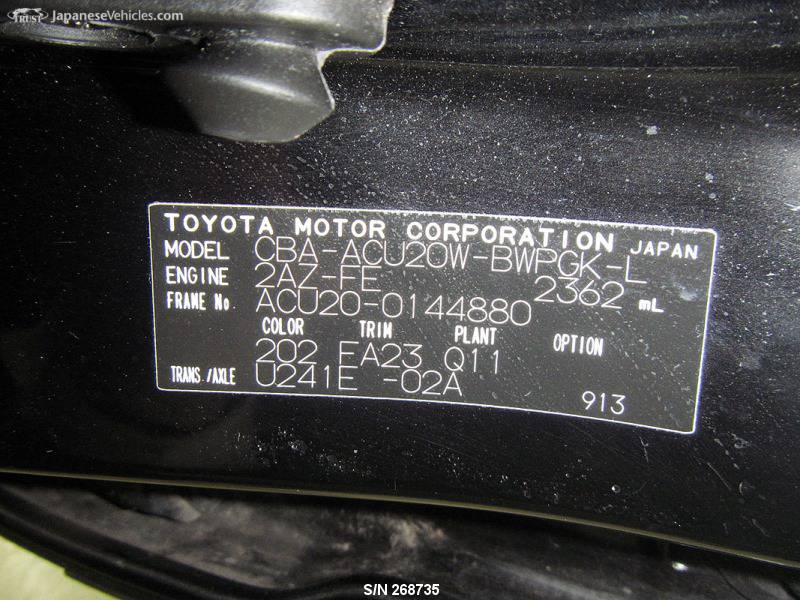 TRUST JapaneseVehicles.com
TOYOTA MOTOR CORPORATION JAPAN
MODEL CBA-ACU20W-BWPGK-L
ENGINE 2AZ-FE 2362 mL
FRAME No. ACU20-0144880
COLOR TRIM PLANT OPTION
202 FA23 Q11
TRANS./AXLE U241E -02A 913
S/N 268735